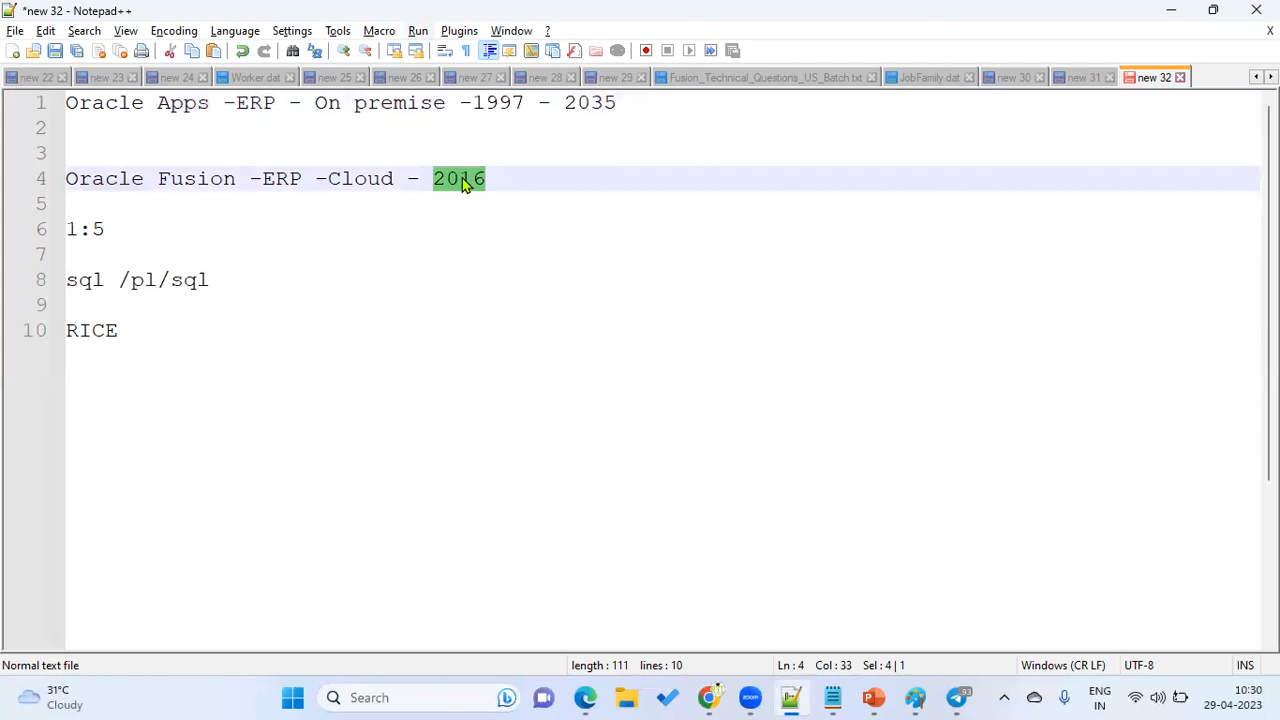 *new 32 - Notepad++
File Edit Search View Encoding Language Settings Tools Macro Run Plugins Window ?
new 22 new 23 new 24 Worker.dat new 25 new 26 new 27 new 28 new 29 Fusion_Technical_Questions_US_Batch.txt JobFamily.dat new 30 new 31 new 32
1 Oracle Apps -ERP - On premise -1997 - 2035
2
3
4 Oracle Fusion -ERP -Cloud - 2016
5
6 1:5
7
8 sql /pl/sql
9
10 RICE
Normal text file length : 111 lines : 10 Ln : 4 Col : 33 Sel : 4 | 1 Windows (CR LF) UTF-8 INS
31°C
Cloudy
Search
zoom
93
ENG
IN
10:30
29-04-2023